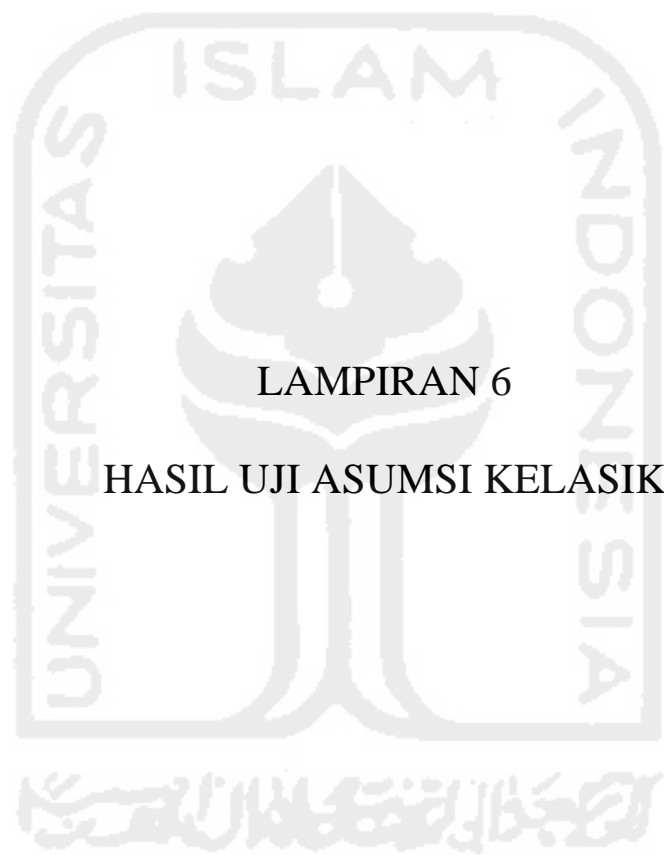 ISLAM
UNIVERSITAS
INDONESIA
LAMPIRAN 6
HASIL UJI ASUMSI KELASIK